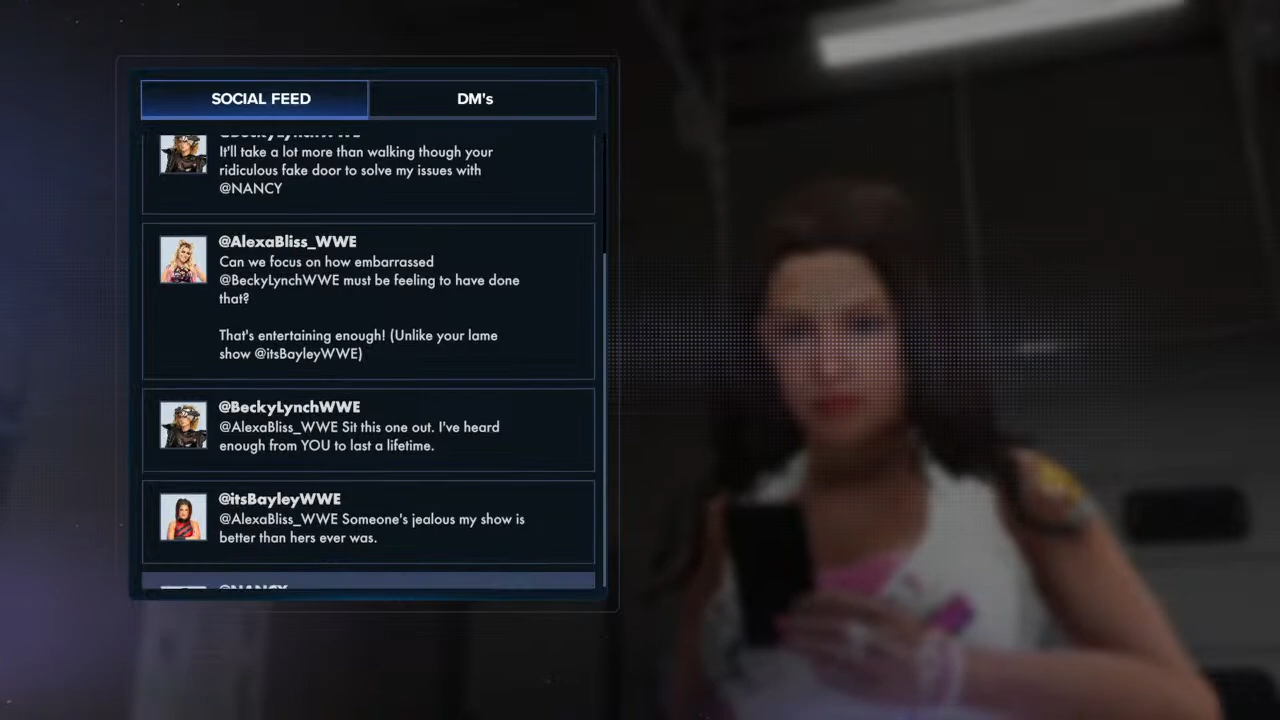 SOCIAL FEED
DM's
@BeckyLynchWWE
It'll take a lot more than walking though your
ridiculous fake door to solve my issues with
@NANCY
@AlexaBliss_WWE
Can we focus on how embarrassed
@BeckyLynchWWE must be feeling to have done
that?
That's entertaining enough! (Unlike your lame
show @itsBayleyWWE)
@BeckyLynchWWE
@AlexaBliss_WWE Sit this one out. I've heard
enough from YOU to last a lifetime.
@itsBayleyWWE
@AlexaBliss_WWE Someone's jealous my show is
better than hers ever was.
@NANCY